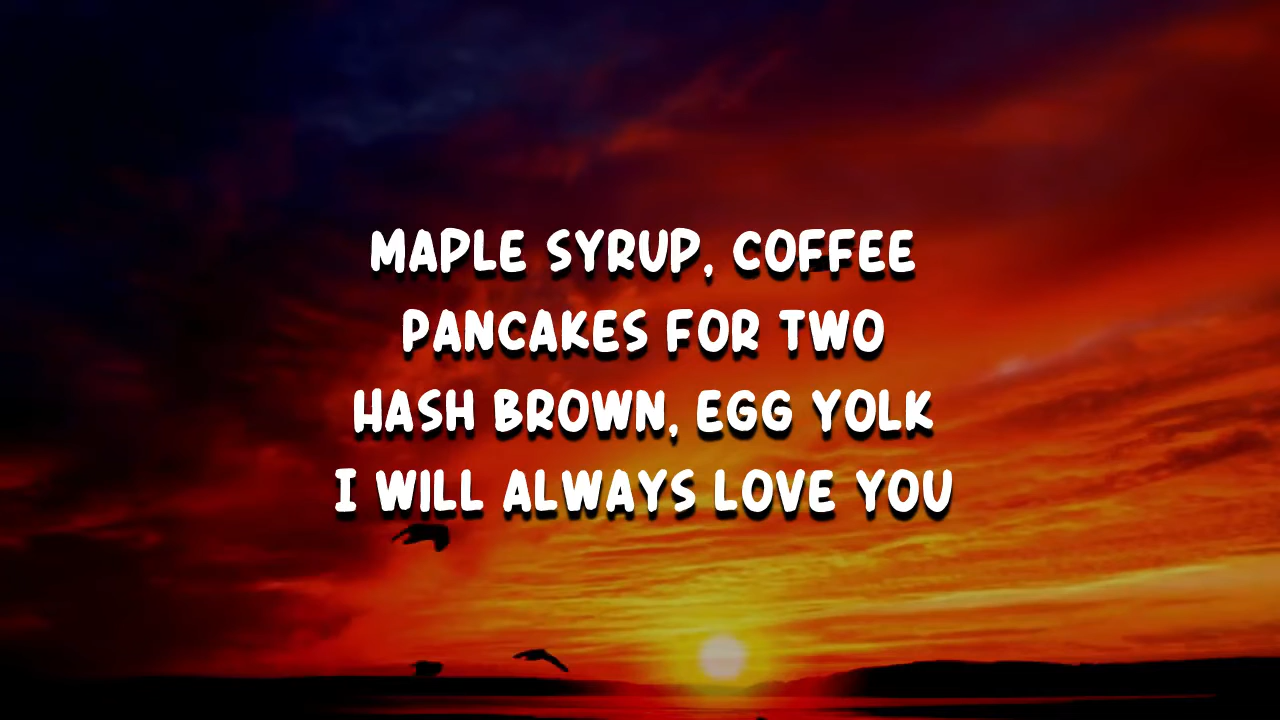 MAPLE SYRUP, COFFEE
PANCAKES FOR TWO
HASH BROWN, EGG YOLK
I WILL ALWAYS LOVE YOU